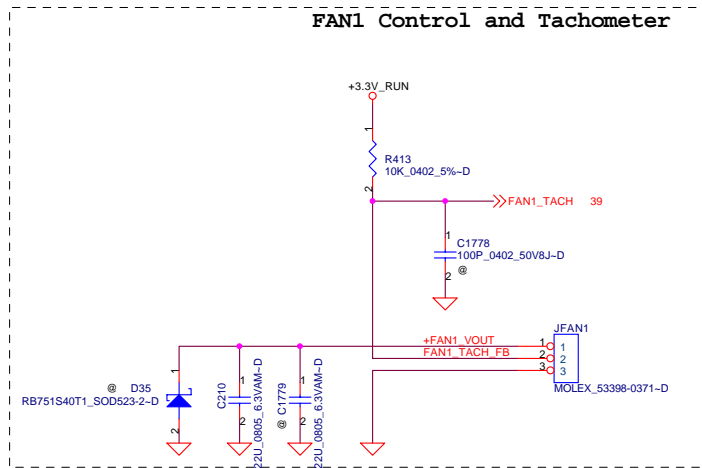 FAN1 Control and Tachometer
+3.3V_RUN
1
R413
10K_0402_5%~D
2
FAN1_TACH 39
1
C1778
100P_0402_50V8J~D
2
@
JFAN1
+FAN1_VOUT
1
1
FAN1_TACH_FB
2
2
3
3
MOLEX_53398-0371~D
1
@ D35
RB751S40T1_SOD523-2~D
2
1
C210
2
22U_0805_6.3VAM~D
1
@ C1779
2
22U_0805_6.3VAM~D